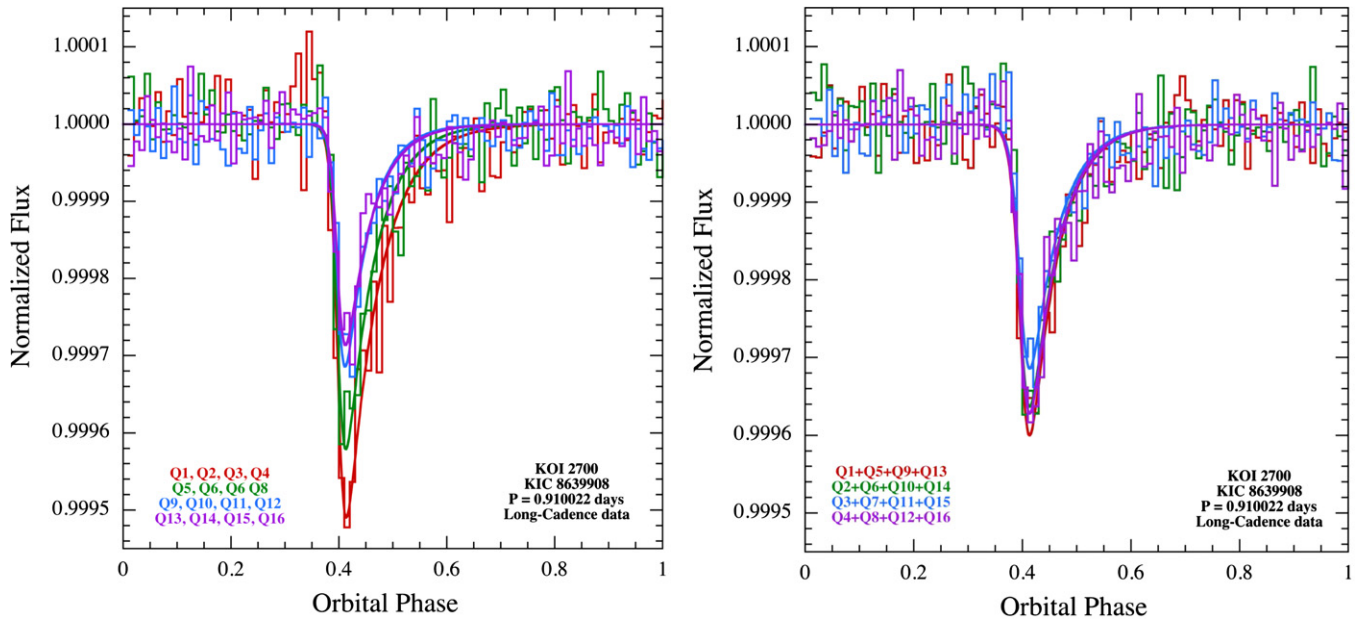 1.0001
1.0000
0.9999
0.9998
0.9997
0.9996
0.9995
Normalized Flux
Q1, Q2, Q3, Q4
Q5, Q6, Q6 Q8
Q9, Q10, Q11, Q12
Q13, Q14, Q15, Q16
KOI 2700
KIC 8639908
P = 0.910022 days
Long-Cadence data
0 0.2 0.4 0.6 0.8 1
Orbital Phase
1.0001
1.0000
0.9999
0.9998
0.9997
0.9996
0.9995
Normalized Flux
Q1+Q5+Q9+Q13
Q2+Q6+Q10+Q14
Q3+Q7+Q11+Q15
Q4+Q8+Q12+Q16
KOI 2700
KIC 8639908
P = 0.910022 days
Long-Cadence data
0 0.2 0.4 0.6 0.8 1
Orbital Phase